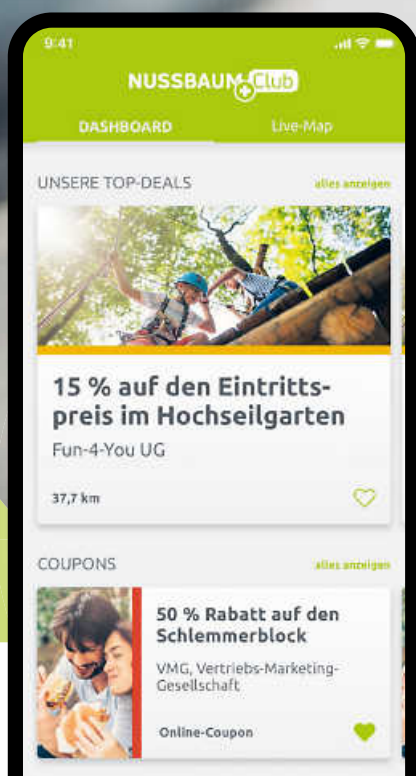 9:41
NUSSBAUM Club
DASHBOARD Live-Map
UNSERE TOP-DEALS alles anzeigen
15 % auf den Eintritts-
preis im Hochseilgarten
Fun-4-You UG
37,7 km
COUPONS alles anzeigen
50 % Rabatt auf den
Schlemmerblock
VMG, Vertriebs-Marketing-
Gesellschaft
Online-Coupon